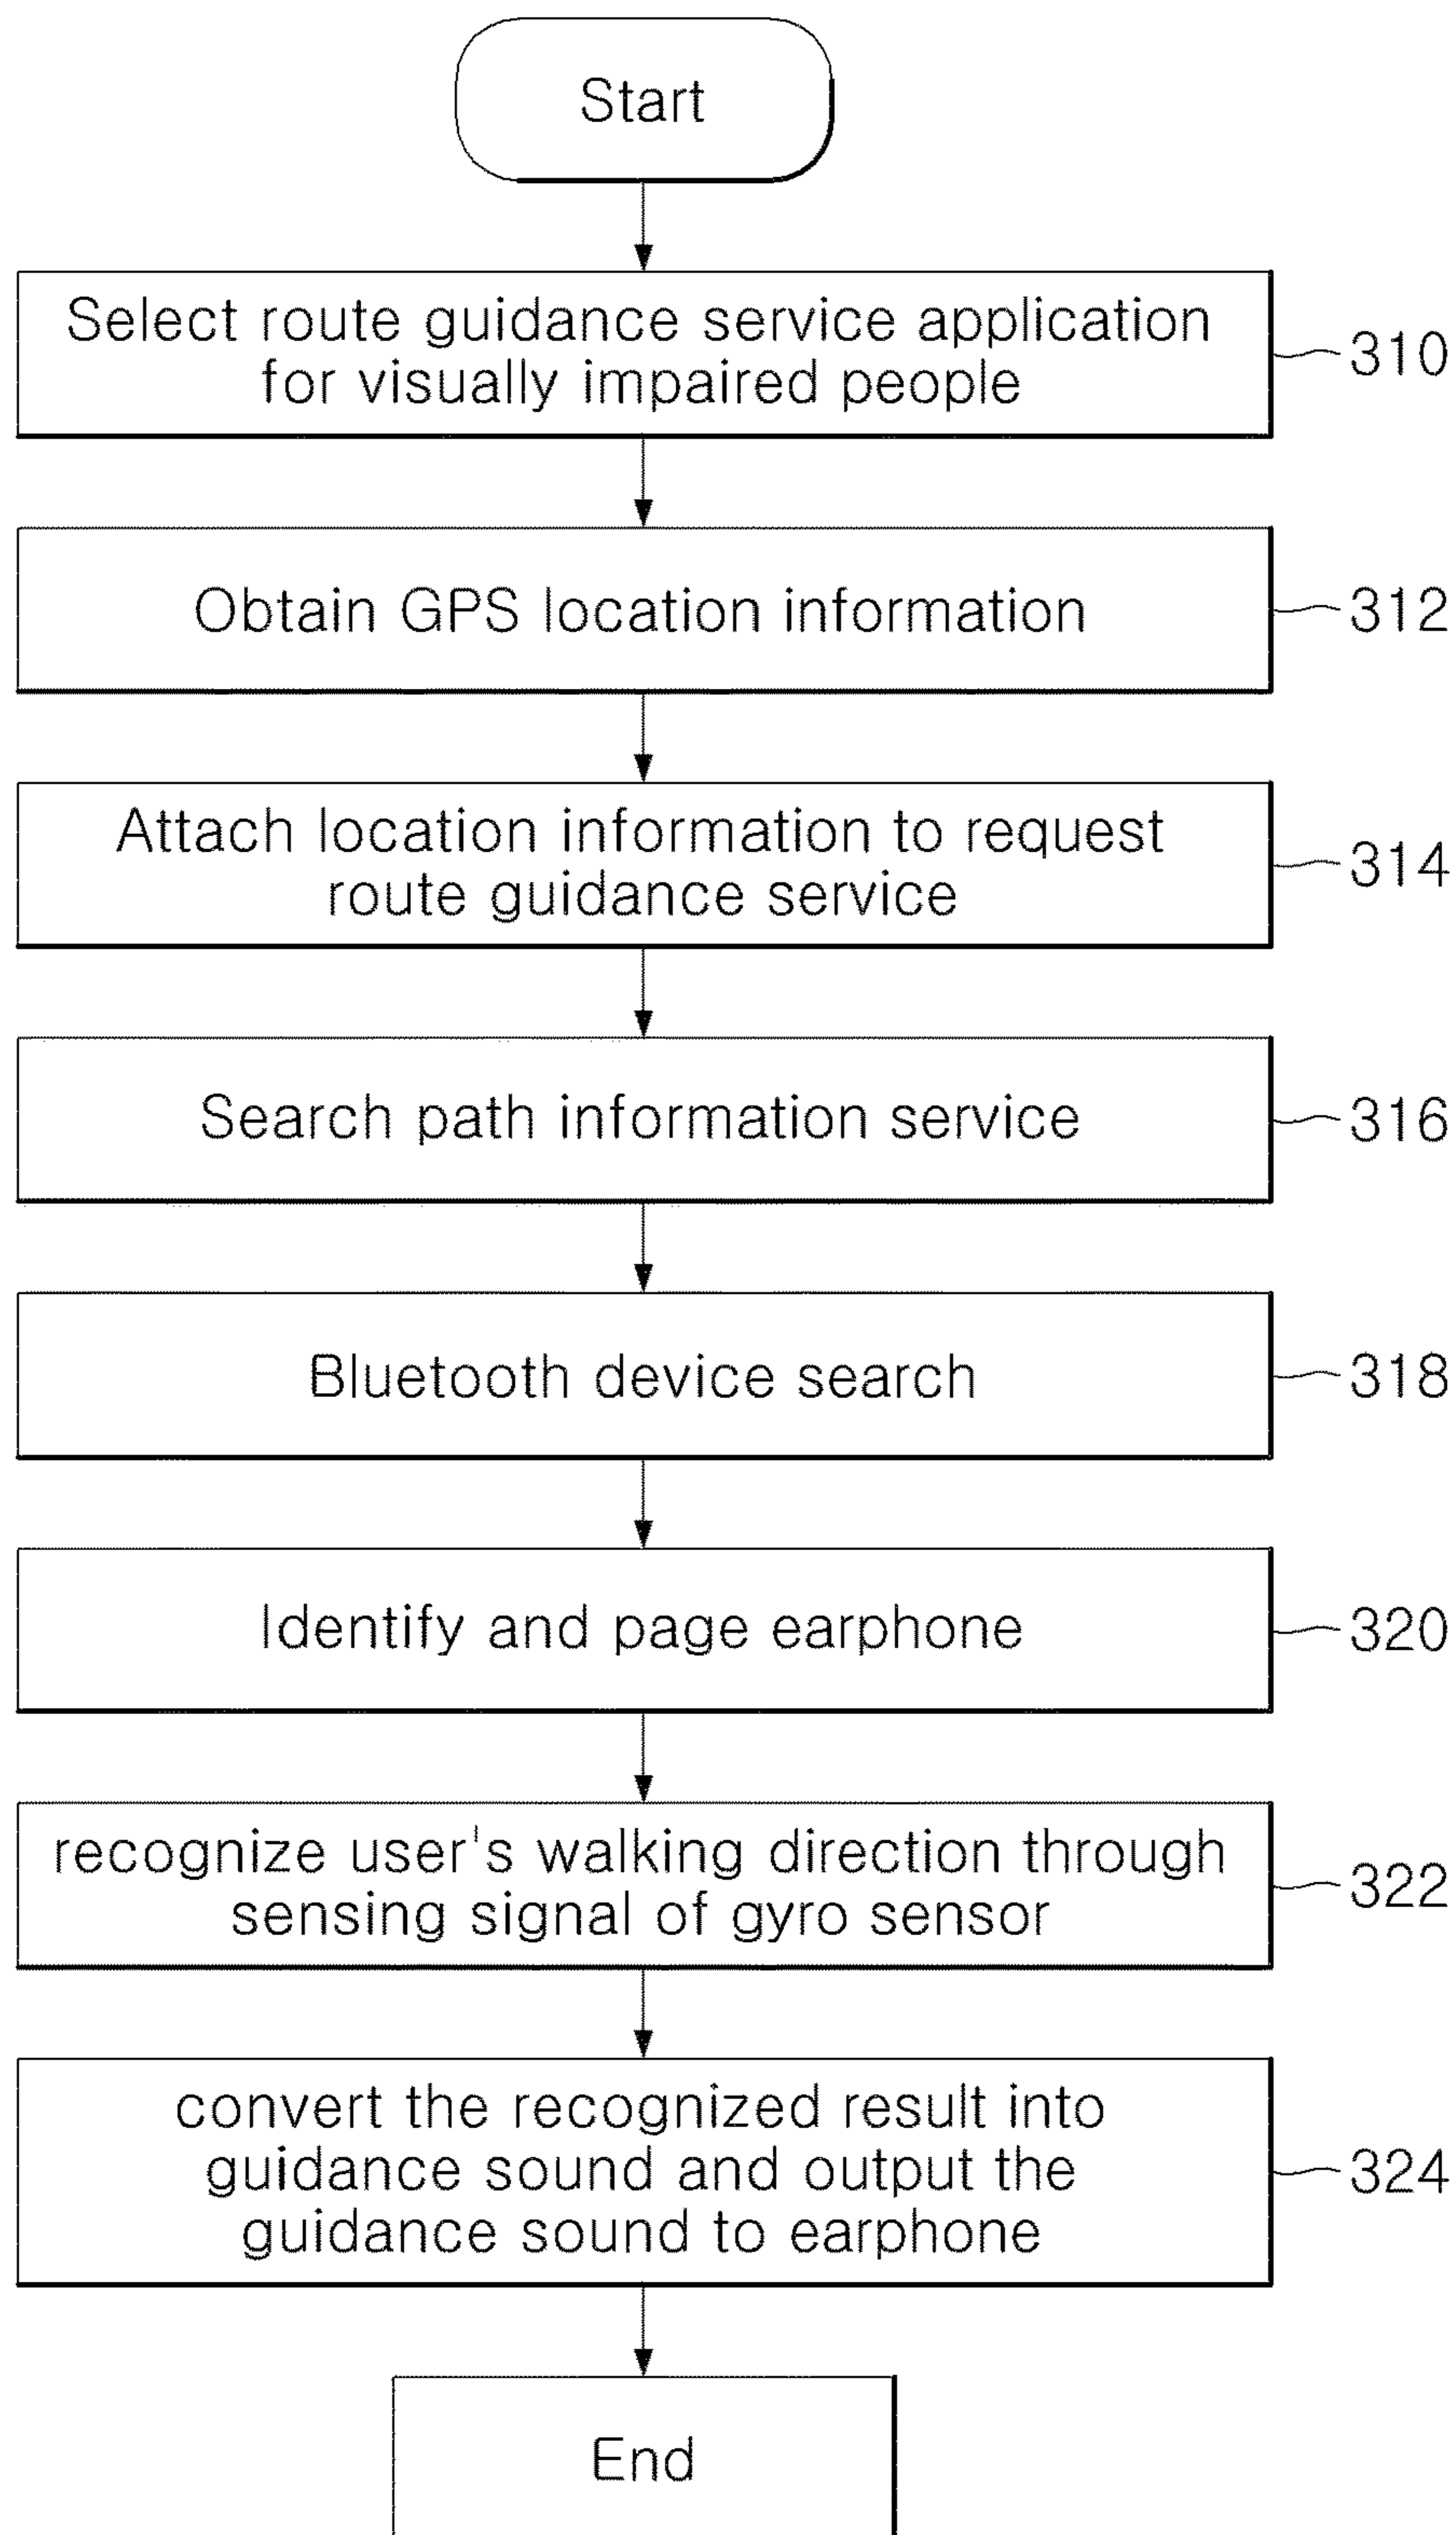 Start
Select route guidance service application
for visually impaired people
310
Obtain GPS location information
312
Attach location information to request
route guidance service
314
Search path information service
316
Bluetooth device search
318
Identify and page earphone
320
recognize user's walking direction through
sensing signal of gyro sensor
322
convert the recognized result into
guidance sound and output the
guidance sound to earphone
324
End